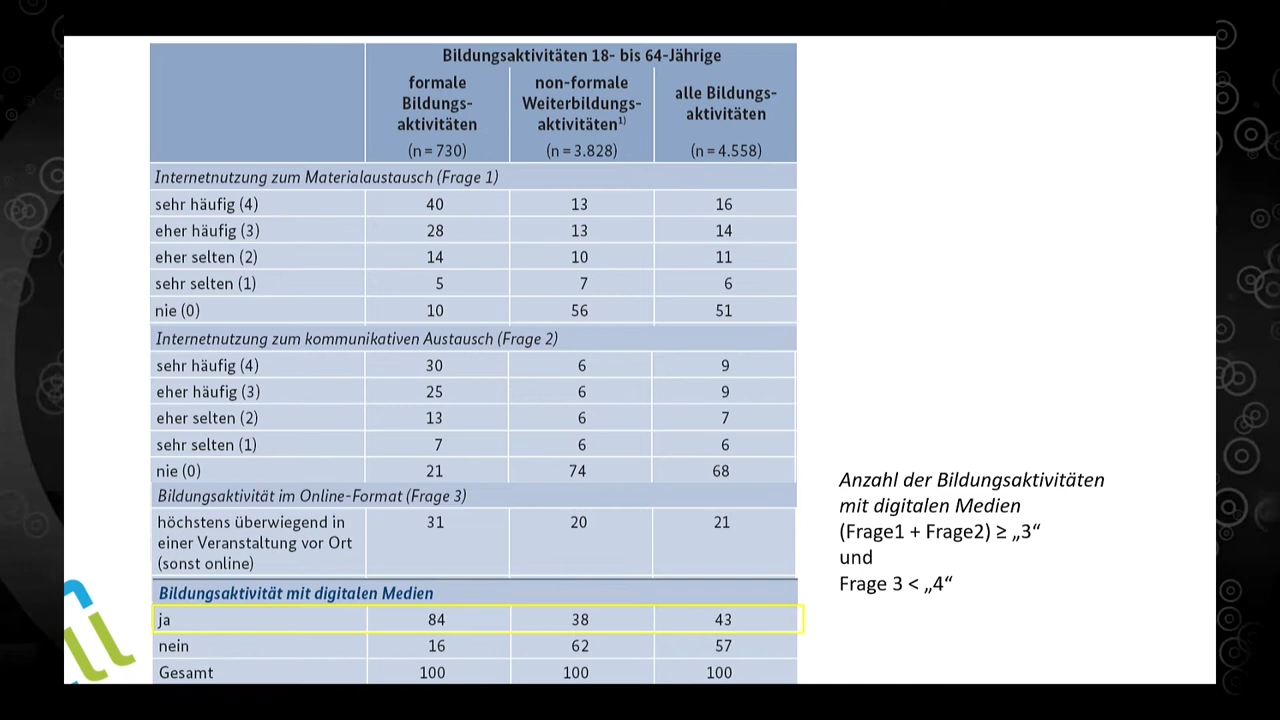 Bildungsaktivitäten 18- bis 64-Jährige
formale
Bildungs-
aktivitäten
(n = 730)
non-formale
Weiterbildungs-
aktivitäten1)
(n = 3.828)
alle Bildungs-
aktivitäten
(n = 4.558)
Internetnutzung zum Materialaustausch (Frage 1)
sehr häufig (4) 40 13 16
eher häufig (3) 28 13 14
eher selten (2) 14 10 11
sehr selten (1) 5 7 6
nie (0) 10 56 51
Internetnutzung zum kommunikativen Austausch (Frage 2)
sehr häufig (4) 30 6 9
eher häufig (3) 25 6 9
eher selten (2) 13 6 7
sehr selten (1) 7 6 6
nie (0) 21 74 68
Bildungsaktivität im Online-Format (Frage 3)
höchstens überwiegend in 31 20 21
einer Veranstaltung vor Ort
(sonst online)
Bildungsaktivität mit digitalen Medien
ja 84 38 43
nein 16 62 57
Gesamt 100 100 100
Anzahl der Bildungsaktivitäten
mit digitalen Medien
(Frage1 + Frage2) ≥ „3“
und
Frage 3 < „4“